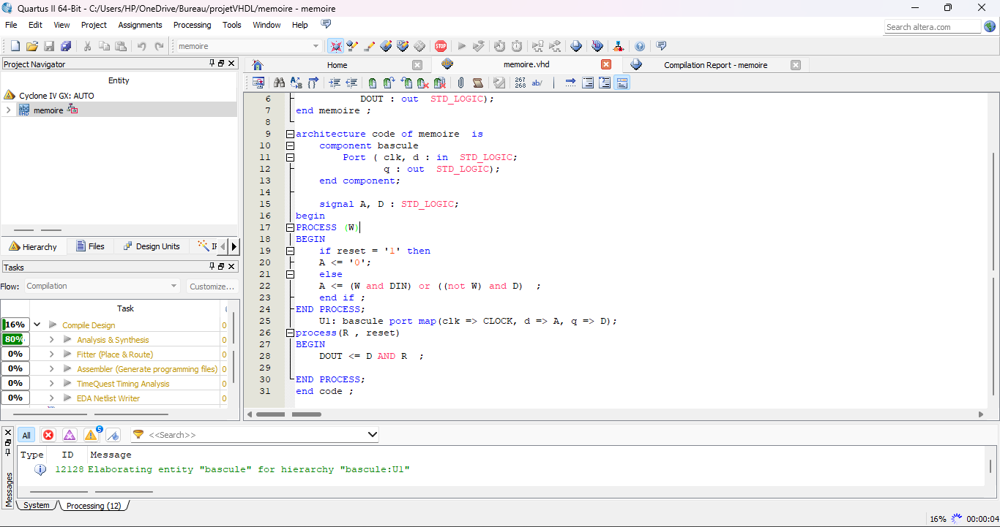 Quartus II 64-Bit - C:/Users/HP/OneDrive/Bureau/projetVHDL/memoire - memoire
File Edit View Project Assignments Processing Tools Window Help
Search altera.com
memoire
Project Navigator
Entity
Cyclone IV GX: AUTO
memoire
Hierarchy Files Design Units
Tasks
Flow: Compilation Customize...
Task
16% Compile Design 0
80% Analysis & Synthesis 0
0% Fitter (Place & Route) 0
0% Assembler (Generate programming files) 0
0% TimeQuest Timing Analysis 0
0% EDA Netlist Writer 0
Home memoire.vhd Compilation Report - memoire
267
268 ab/
6 DOUT : out STD_LOGIC);
7 end memoire ;
8
9 architecture code of memoire is
10 component bascule
11 Port ( clk, d : in STD_LOGIC;
12 q : out STD_LOGIC);
13 end component;
14
15 signal A, D : STD_LOGIC;
16 begin
17 PROCESS (W)
18 BEGIN
19 if reset = '1' then
20 A <= '0';
21 else
22 A <= (W and DIN) or ((not W) and D) ;
23 end if ;
24 END PROCESS;
25 U1: bascule port map(clk => CLOCK, d => A, q => D);
26 process(R , reset)
27 BEGIN
28 DOUT <= D AND R ;
29
30 END PROCESS;
31 end code ;
All 5 <<Search>>
Type ID Message
12128 Elaborating entity "bascule" for hierarchy "bascule:U1"
Messages
System Processing (12)
16% 00:00:04